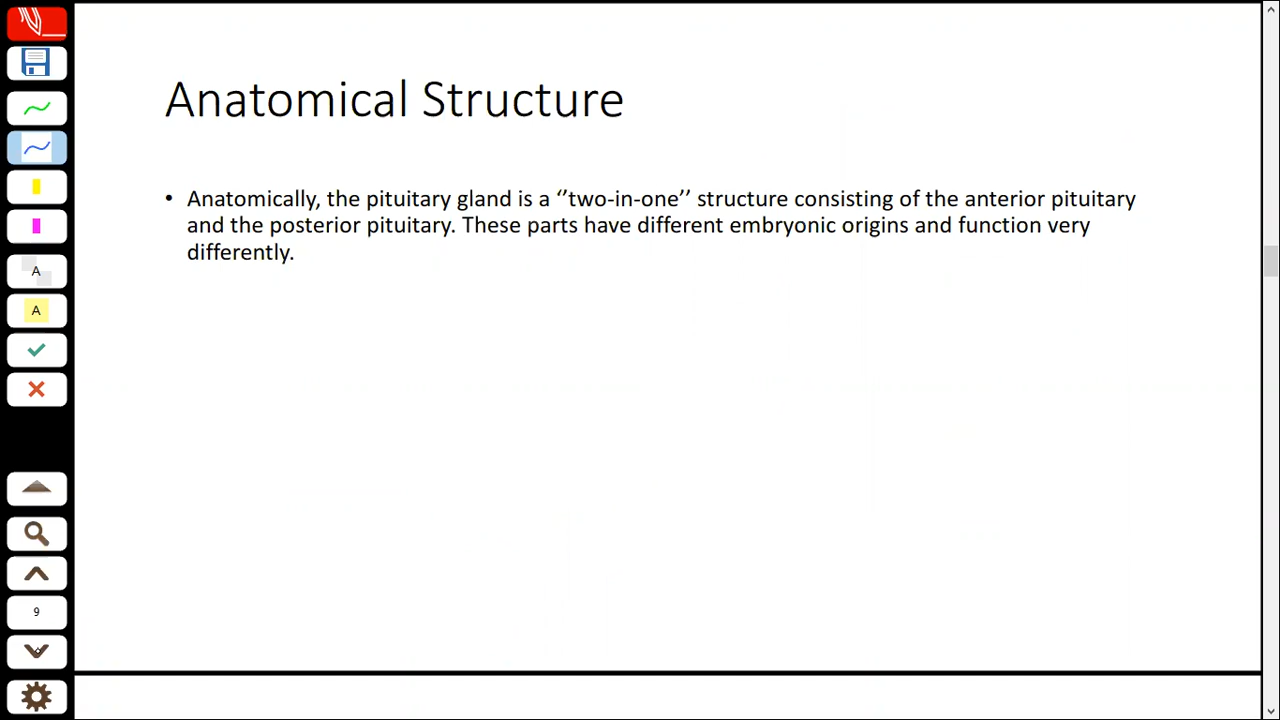 Anatomical Structure
• Anatomically, the pituitary gland is a ‘’two-in-one’’ structure consisting of the anterior pituitary
and the posterior pituitary. These parts have different embryonic origins and function very
differently.
A
A
9